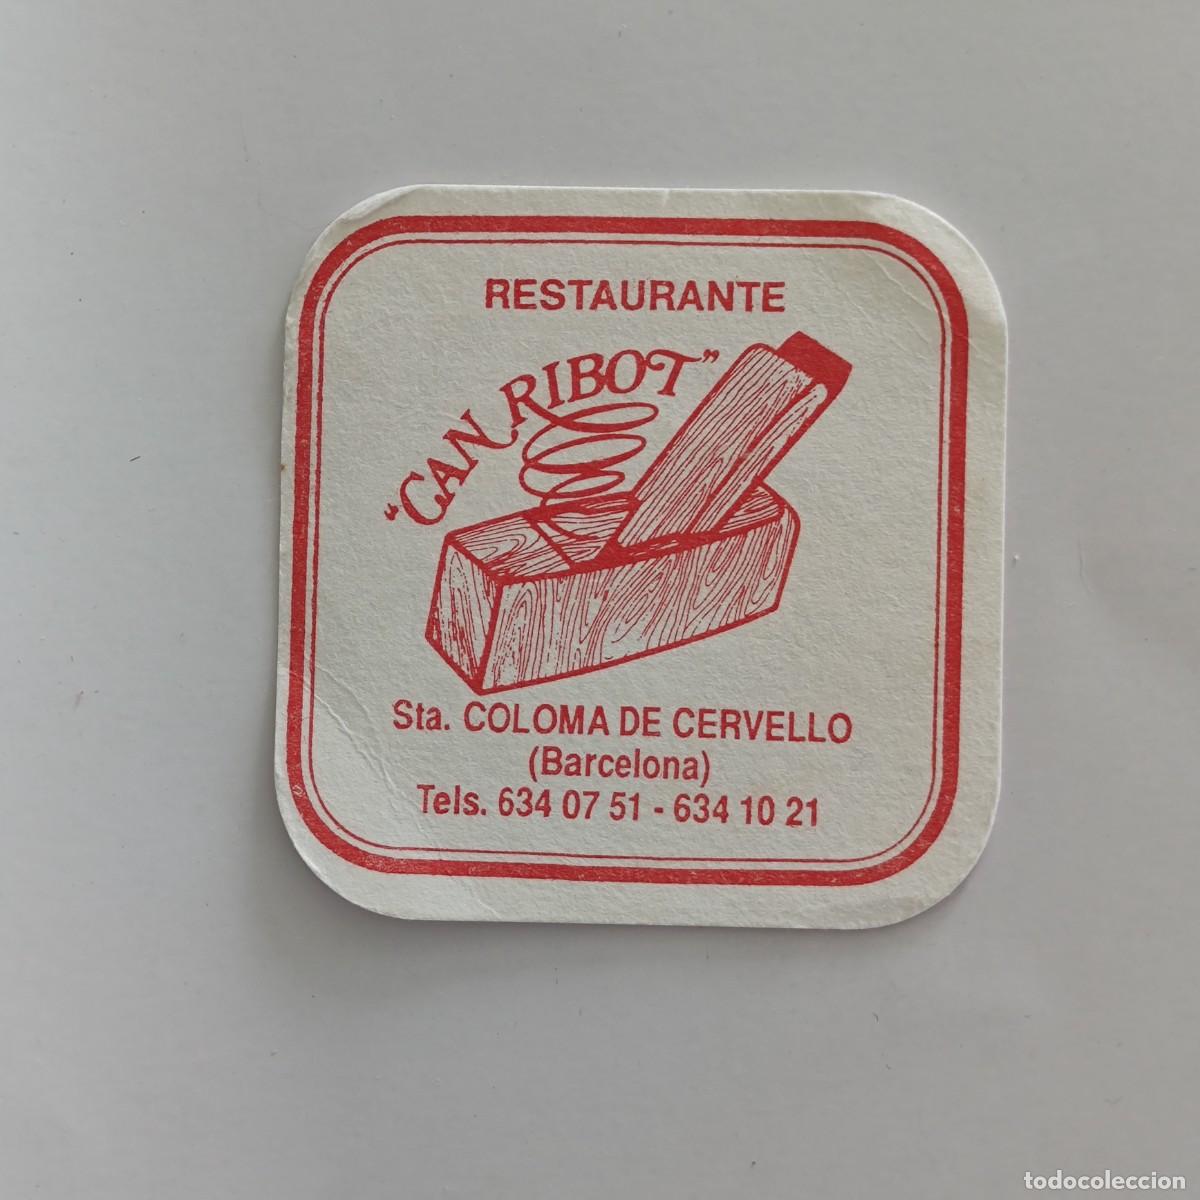 RESTAURANTE
"CAN RIBOT"
Sta. COLOMA DE CERVELLO
(Barcelona)
Tels. 634 07 51 - 634 10 21
todocoleccion